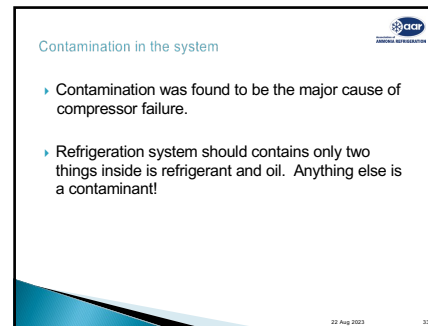 aar
AMMONIA REFRIGERATION
Contamination in the system
Contamination was found to be the major cause of
compressor failure.
Refrigeration system should contains only two
things inside is refrigerant and oil. Anything else is
a contaminant!
22 Aug 2023